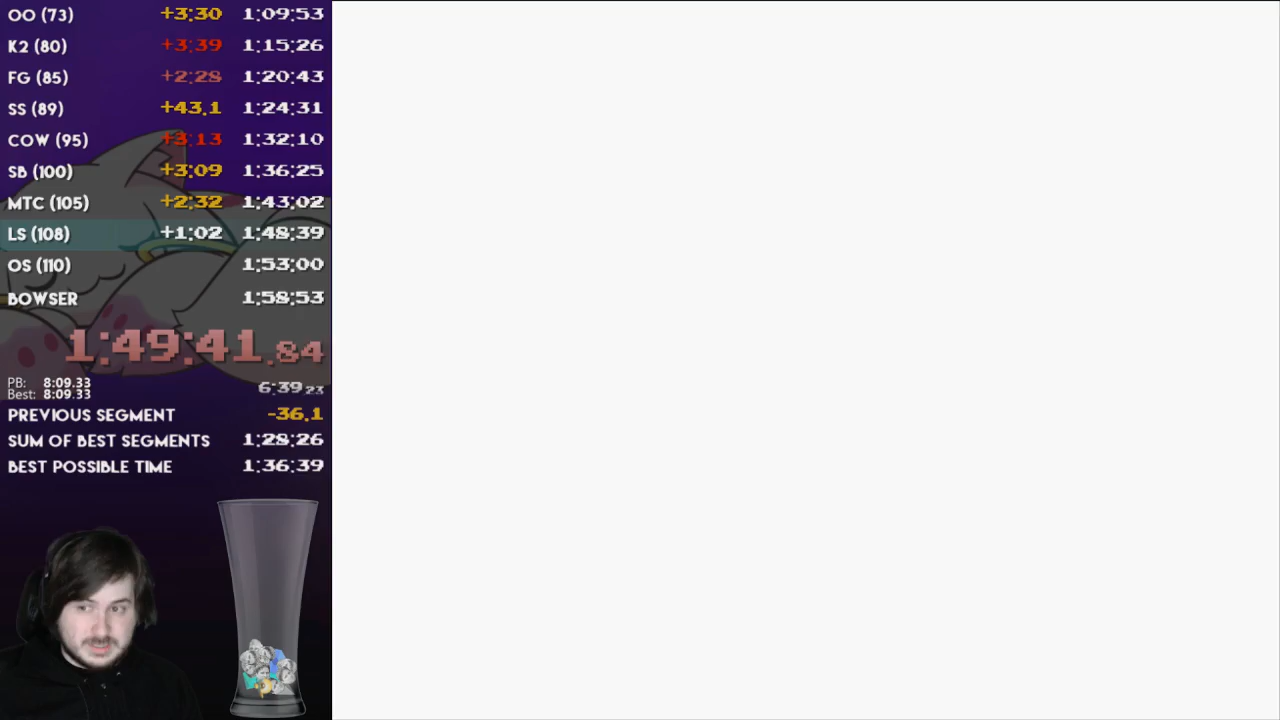 OO (73) +3:30 1:09:53
K2 (80) +3:39 1:15:26
FG (85) +2:28 1:20:43
SS (89) +43.1 1:24:31
COW (95) +3:13 1:32:10
SB (100) +3:09 1:36:25
MTC (105) +2:32 1:43:02
LS (108) +1:02 1:48:39
OS (110) 1:53:00
BOWSER 1:58:53
1:49:41.84
PB: 8:09.33 6:39.23
Best: 8:09.33
PREVIOUS SEGMENT -36.1
SUM OF BEST SEGMENTS 1:28:26
BEST POSSIBLE TIME 1:36:39